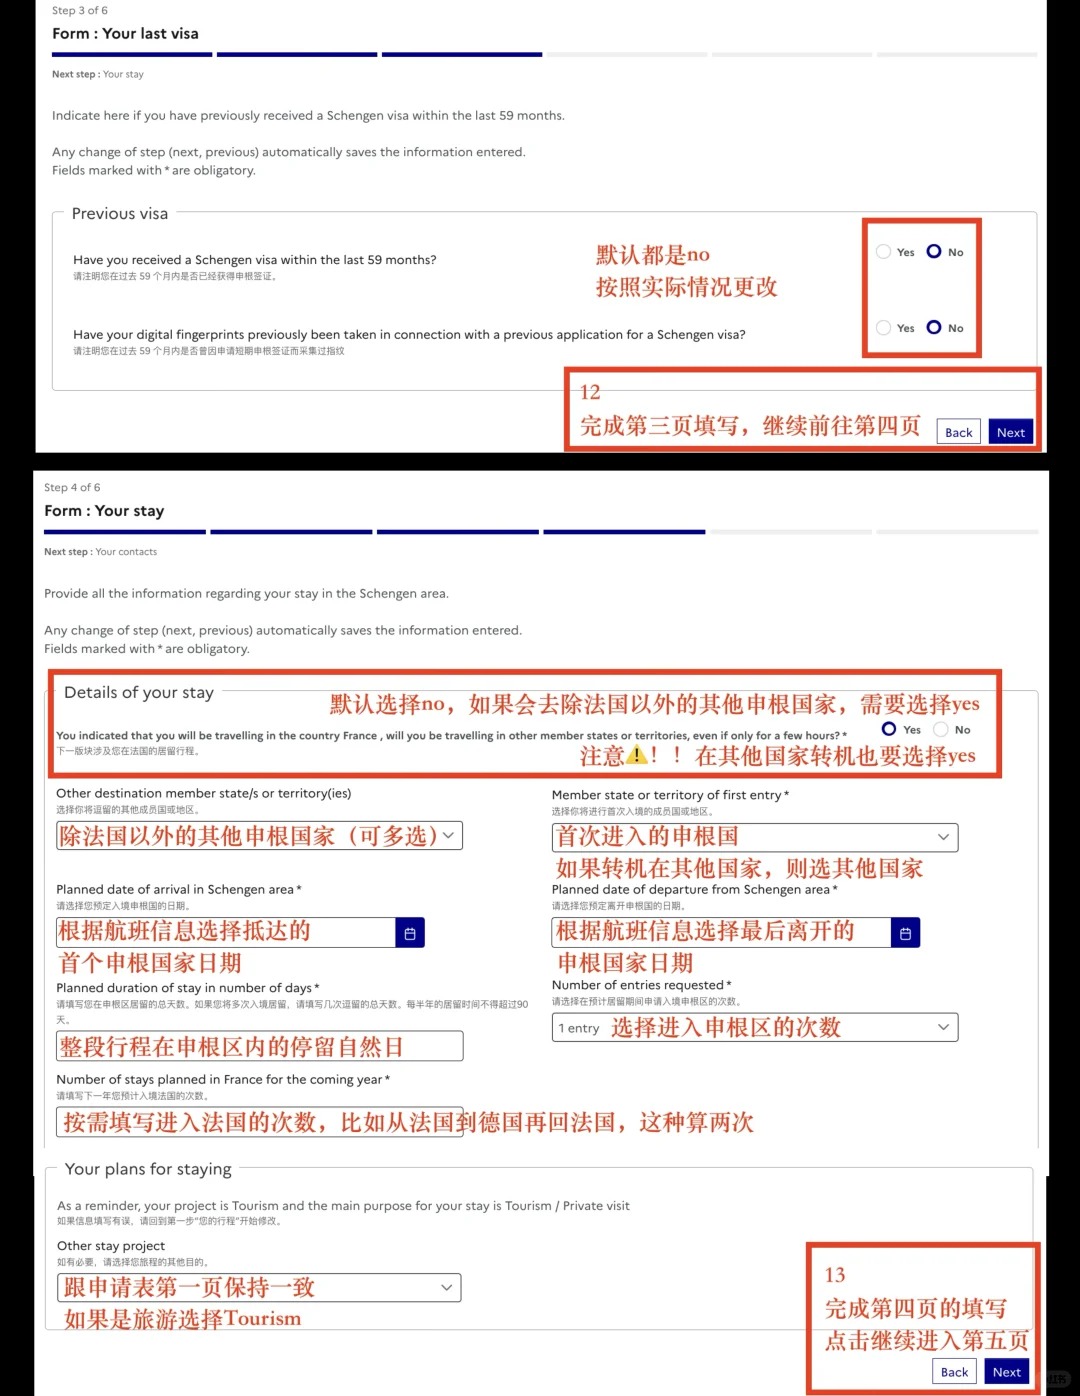 Step 3 of 6
Form : Your last visa
Next step : Your stay
Indicate here if you have previously received a Schengen visa within the last 59 months.
Any change of step (next, previous) automatically saves the information entered.
Fields marked with * are obligatory.
Previous visa
Have you received a Schengen visa within the last 59 months?
请注明您在过去 59 个月内是否已经获得申根签证。
默认都是no
按照实际情况更改
Yes No
Have your digital fingerprints previously been taken in connection with a previous application for a Schengen visa?
请注明您在过去 59 个月内是否曾因申请短期申根签证而采集过指纹
Yes No
12
完成第三页填写，继续前往第四页
Back Next
Step 4 of 6
Form : Your stay
Next step : Your contacts
Provide all the information regarding your stay in the Schengen area.
Any change of step (next, previous) automatically saves the information entered.
Fields marked with * are obligatory.
Details of your stay
默认选择no，如果会去除法国以外的其他申根国家，需要选择yes
You indicated that you will be travelling in the country France , will you be travelling in other member states or territories, even if only for a few hours? *
Yes No
下一版块涉及您在法国的居留行程。
注意⚠️！！在其他国家转机也要选择yes
Other destination member state/s or territory(ies)
选择你将逗留的其他成员国或地区。
除法国以外的其他申根国家（可多选）
Member state or territory of first entry *
选择你将进行首次入境的成员国或地区。
首次进入的申根国
如果转机在其他国家，则选其他国家
Planned date of arrival in Schengen area *
请选择您预定入境申根国的日期。
根据航班信息选择抵达的
首个申根国家日期
Planned date of departure from Schengen area *
请选择您预定离开申根国的日期。
根据航班信息选择最后离开的
申根国家日期
Planned duration of stay in number of days *
请填写您在申根区居留的总天数。如果您将多次入境居留，请填写几次逗留的总天数。每半年的居留时间不得超过90
天。
整段行程在申根区内的停留自然日
Number of entries requested *
请选择在预计居留期间申请入境申根区的次数。
1 entry 选择进入申根区的次数
Number of stays planned in France for the coming year *
请填写下一年您预计入境法国的次数。
按需填写进入法国的次数，比如从法国到德国再回法国，这种算两次
Your plans for staying
As a reminder, your project is Tourism and the main purpose for your stay is Tourism / Private visit
如果信息填写有误，请回到第一步“您的行程”开始修改。
Other stay project
如有必要，请选择您旅程的其他目的。
跟申请表第一页保持一致
如果是旅游选择Tourism
13
完成第四页的填写
点击继续进入第五页
Back Next